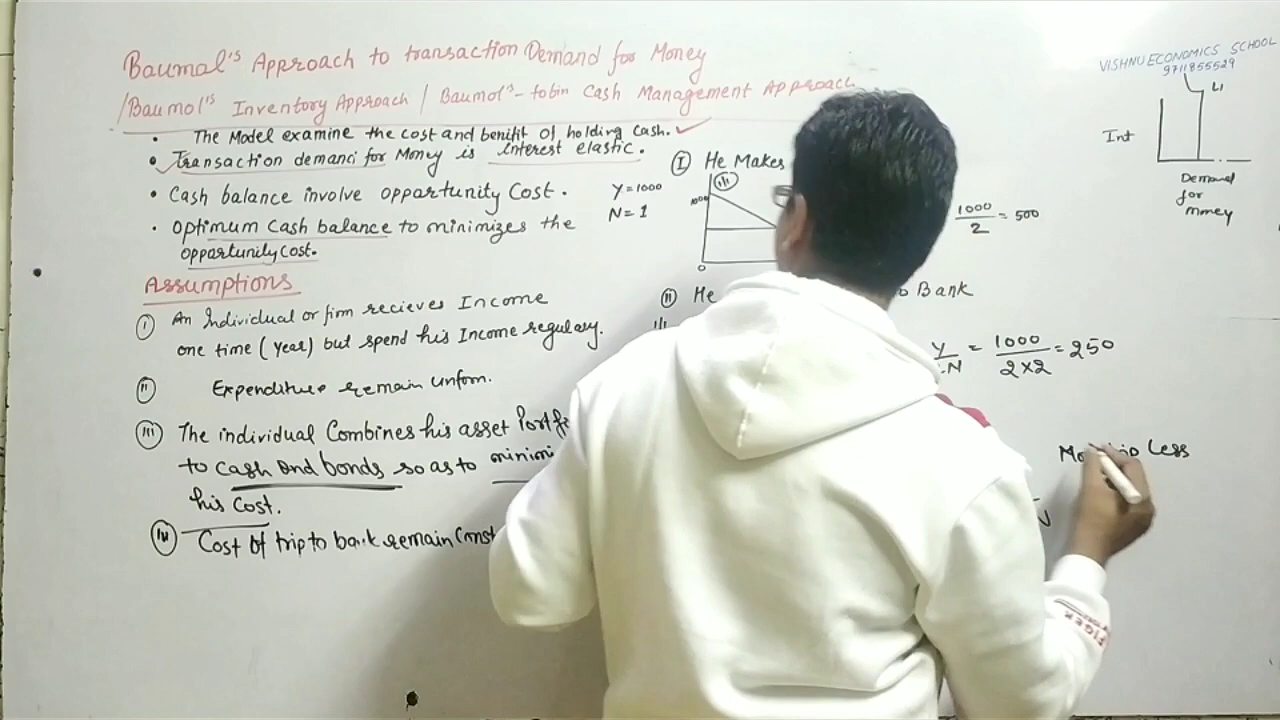 Baumal's Approach to transaction Demand for Money
/Baumol's Inventory Approach / Baumol's-tobin Cash Management Approach
• The Model examine the cost and benifit of holding Cash. ✓
• Transaction demand for Money is interest elastic.
• Cash balance involve opportunity Cost.
• Optimum Cash balance to minimizes the
opportunity Cost.
Assumptions
(i) An Individual or firm recieves Income
one time (year) but spend his Income regulary.
(ii) Expenditure remain Unfom.
(iii) The individual Combines his asset
to Cash and bonds so as to
his Cost.
(iv) Cost of trip to bank remain
Y=1000
N=1
(I) He Makes
1000
0
1000/2 = 500
(II) He
Bank
Y = 1000/2×2 = 250
Less
VISHNU ECONOMICS SCHOOL
9711855529
L1
Int
Demand
for
money
FIGER